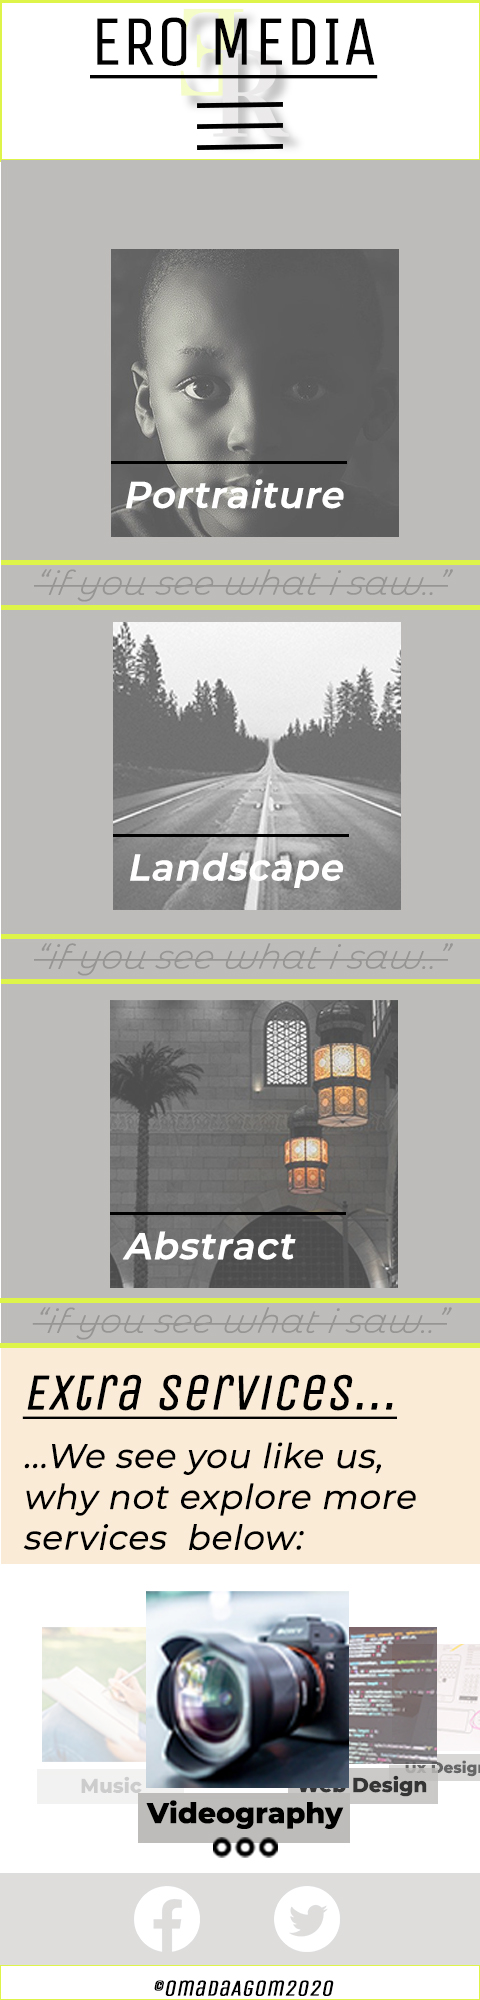 ERO MEDIA
ER
Portraiture
“if you see what i saw..”
Landscape
“if you see what i saw..”
Abstract
“if you see what i saw..”
Extra services...
...We see you like us,
why not explore more
services below:
SONY
Music
Web Design
Ux Design
Videography
©OMADAAGOM2020